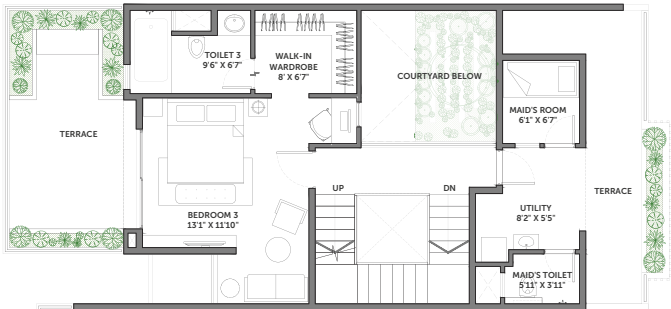 TOILET 3
9'6" X 6'7"
WALK-IN
WARDROBE
8' X 6'7"
COURTYARD BELOW
MAID'S ROOM
6'1" X 6'7"
TERRACE
UP
DN
TERRACE
BEDROOM 3
13'1" X 11'10"
UTILITY
8'2" X 5'5"
MAID'S TOILET
5'11" X 3'11"